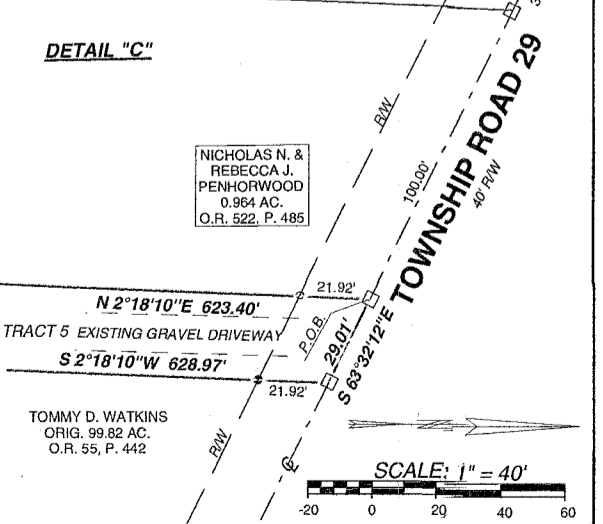 DETAIL "C"
TOWNSHIP ROAD 29
40' R/W
R/W
100.00'
NICHOLAS N. &
REBECCA J.
PENHORWOOD
0.964 AC.
O.R. 522, P. 485
21.92'
N 2°18'10"E 623.40'
TRACT 5 EXISTING GRAVEL DRIVEWAY
P.O.B.
29.01'
S 63°32'12"E
S 2°18'10"W 628.97'
21.92'
TOMMY D. WATKINS
ORIG. 99.82 AC.
O.R. 55, P. 442
R/W
SCALE: 1" = 40'
-20 0 20 40 60